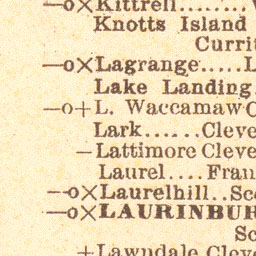 —o×Kittrell........
Knotts Island
Currit
—o×Lagrange.....L
Lake Landing.
—o+L. Waccamaw C
Lark......Cleve
—Lattimore Cleve
Laurel....Fran
—o×Laurelhill..Sco
—o×LAURINBUR
Sc
+Lawndale Cleve